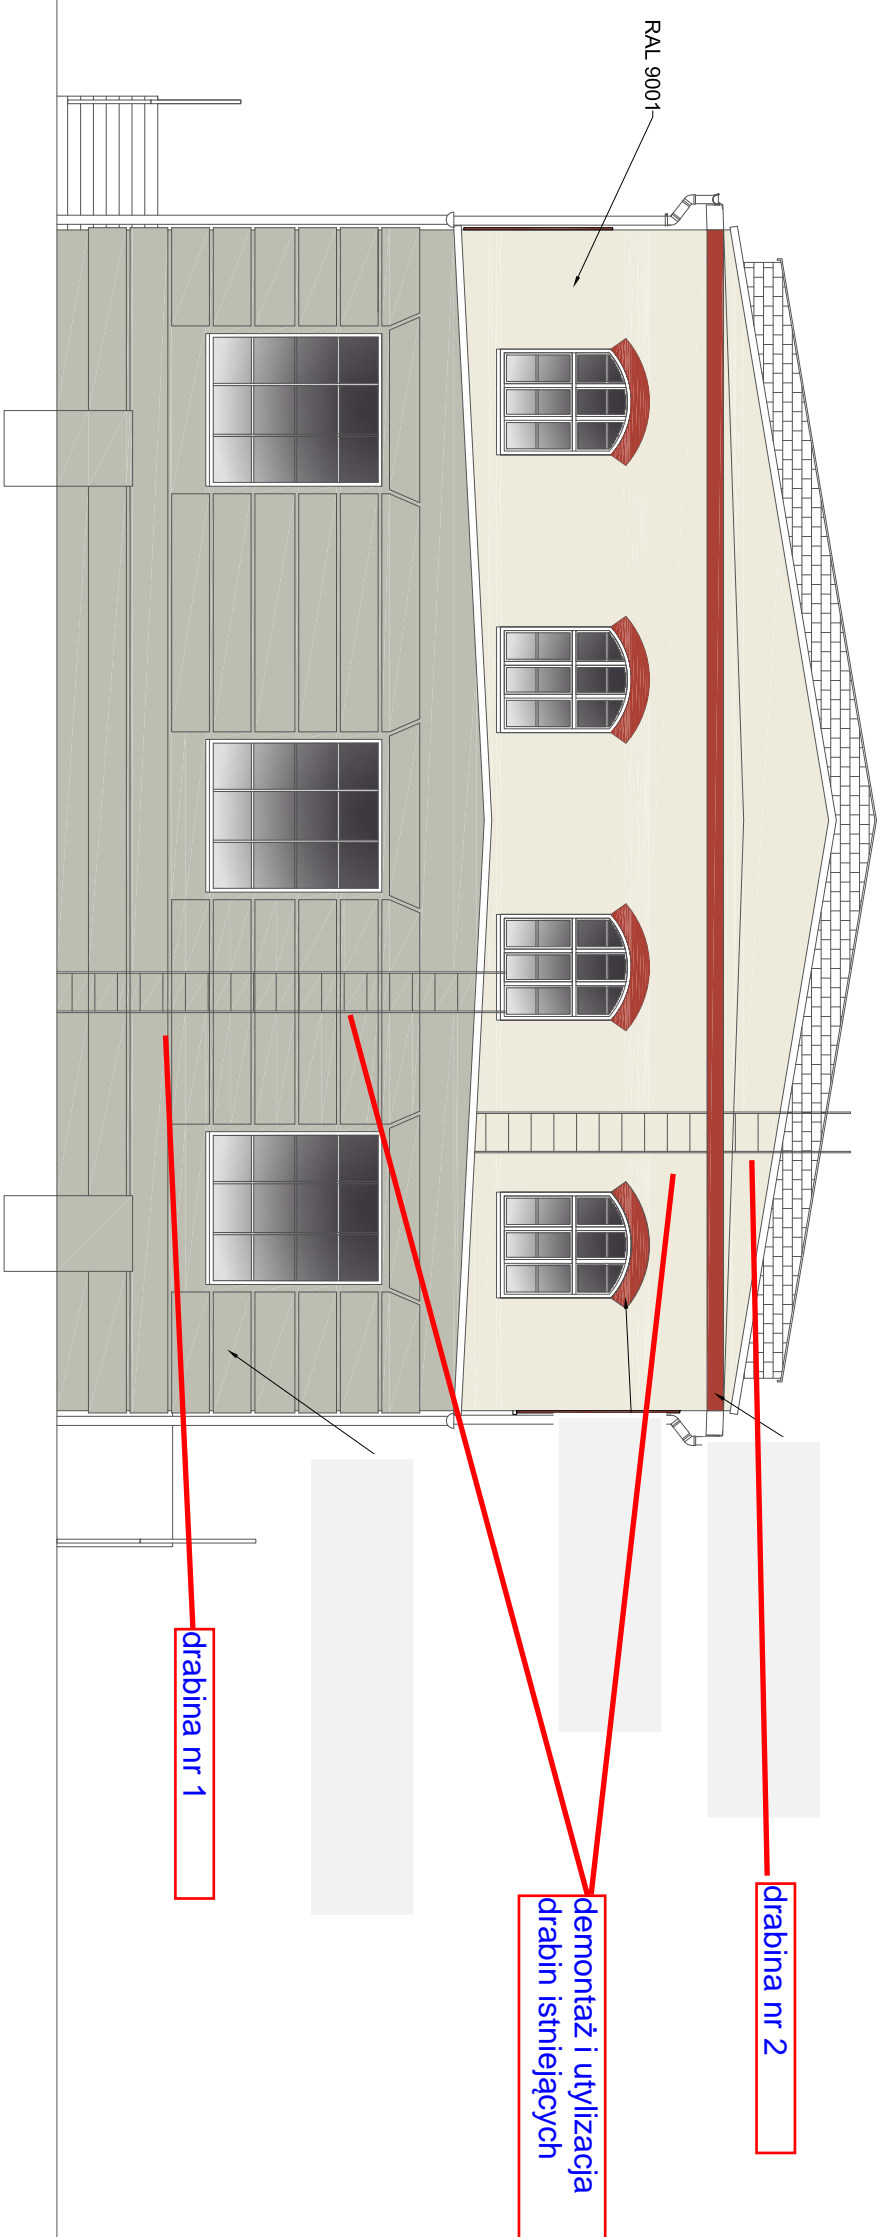 RAL 9001
drabina nr 2
demontaż i utylizacja
drabin istniejących
drabina nr 1